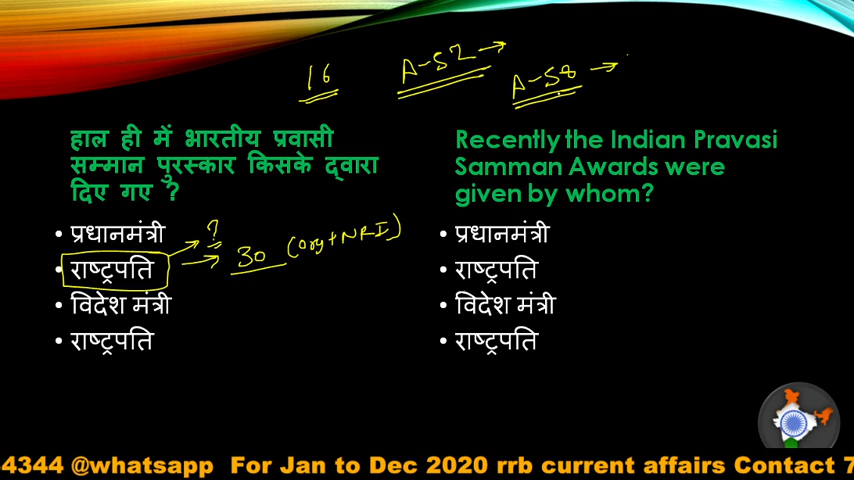 16 A-52 →
A-58 →
हाल ही में भारतीय प्रवासी
सम्मान पुरस्कार किसके द्वारा
दिए गए ?
• प्रधानमंत्री
• राष्ट्रपति
• विदेश मंत्री
• राष्ट्रपति
?
30 (org+NRI)
Recently the Indian Pravasi
Samman Awards were
given by whom?
• प्रधानमंत्री
• राष्ट्रपति
• विदेश मंत्री
• राष्ट्रपति
4344 @whatsapp For Jan to Dec 2020 rrb current affairs Contact 7